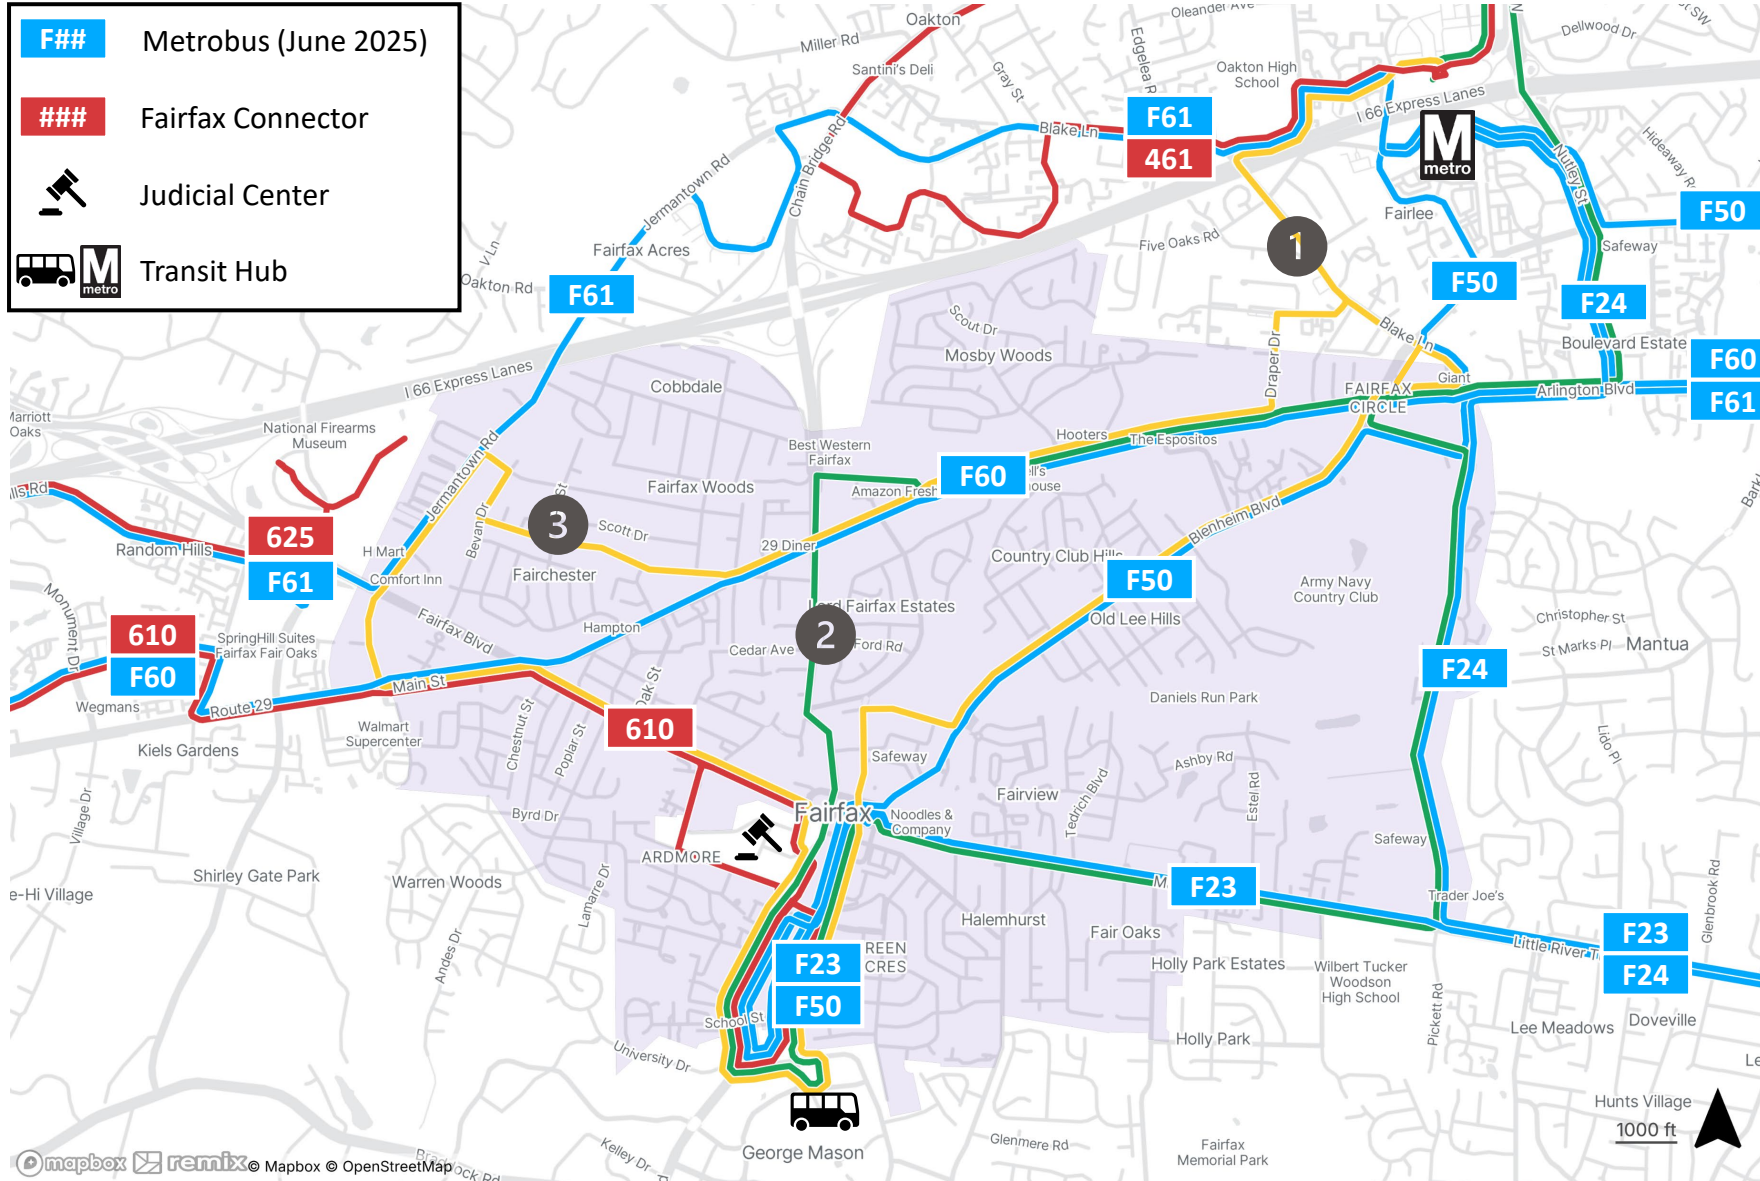 F## Metrobus (June 2025)
### Fairfax Connector
Judicial Center
M metro Transit Hub
Oleander Ave
Oakton
Miller Rd
Dellwood Dr
Santini's Deli
Gray St
Oakton High
School
I 66 Express Lanes
F61
461
Blake Ln
M
metro
Nutley St
Chain Bridge Rd
Jermantown Rd
Fairlee
F50
Five Oaks Rd
1
Safeway
V Ln
Fairfax Acres
Oakton Rd
F61
F50
F24
Scout Dr
Blake Ln
Boulevard Estate
Mosby Woods
Draper Dr
F60
F61
I 66 Express Lanes
Cobbdale
Giant
FAIRFAX
CIRCLE
Arlington Blvd
Marriott
Oaks
National Firearms
Museum
Hooters
The Espositos
Best Western
Fairfax
Jermantown Rd
F60
Amazon Fresh
Fairfax Woods
3
Scott Dr
Bevan Dr
Blenheim Blvd
625
F61
Random Hills
H Mart
29 Diner
Country Club Hills
Comfort Inn
Fairchester
F50
Army Navy
Country Club
Monument Dr
Fairfax Blvd
Lord Fairfax Estates
Old Lee Hills
Christopher St
610
F60
SpringHill Suites
Fairfax Fair Oaks
Hampton
2
Cedar Ave
Ford Rd
St Marks Pl
Mantua
F24
Main St
Oak St
Wegmans
Route 29
Daniels Run Park
610
Walmart
Supercenter
Chestnut St
Poplar St
Kiels Gardens
Safeway
Ashby Rd
Lido Pl
Village Dr
Fairview
Tedrich Blvd
Estel Rd
Byrd Dr
Fairfax
Noodles &
Company
Safeway
ARDMORE
Shirley Gate Park
Warren Woods
F23
Trader Joe's
e-Hi Village
Lamarre Dr
Halemhurst
Fair Oaks
Glenbrook Rd
Andes Dr
F23
F50
REEN
CRES
Little River T
F23
F24
Holly Park Estates
Wilbert Tucker
Woodson
High School
School St
Pickett Rd
Lee Meadows
Doveville
University Dr
Holly Park
Hunts Village
1000 ft
Glenmere Rd
Fairfax
Memorial Park
George Mason
Kelley Dr
Braddock Rd
mapbox remix © Mapbox © OpenStreetMap